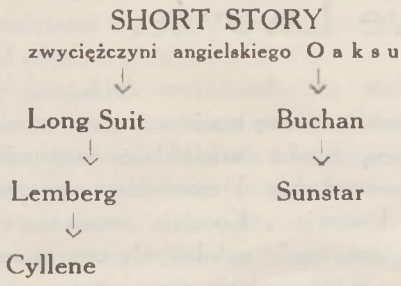 SHORT STORY
zwyciężczyni angielskiego Oaksu
Long Suit Buchan
Lemberg Sunstar
Cyllene